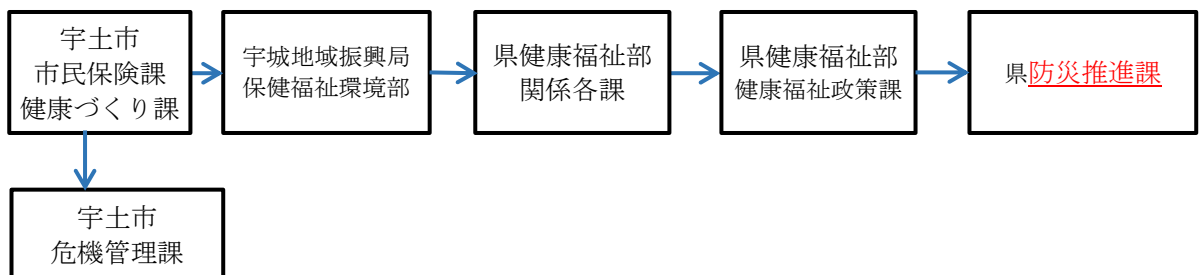 宇土市
市民保険課
健康づくり課
宇城地域振興局
保健福祉環境部
県健康福祉部
関係各課
県健康福祉部
健康福祉政策課
県防災推進課
宇土市
危機管理課